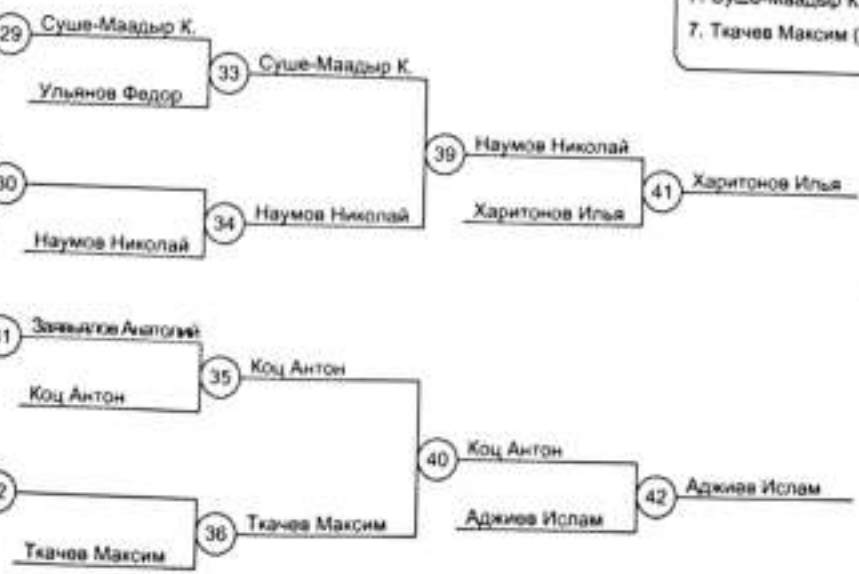 7. Суше-Маадыр К.
7. Ткачев Максим (
29 Суше-Маадыр К.
Ульянов Федор
33 Суше-Маадыр К.
30
Наумов Николай
34 Наумов Николай
39 Наумов Николай
Харитонов Илья
41 Харитонов Илья
Завьялов Анатолий
Коц Антон
35 Коц Антон
Ткачев Максим
36 Ткачев Максим
40 Коц Антон
Аджиев Ислам
42 Аджиев Ислам